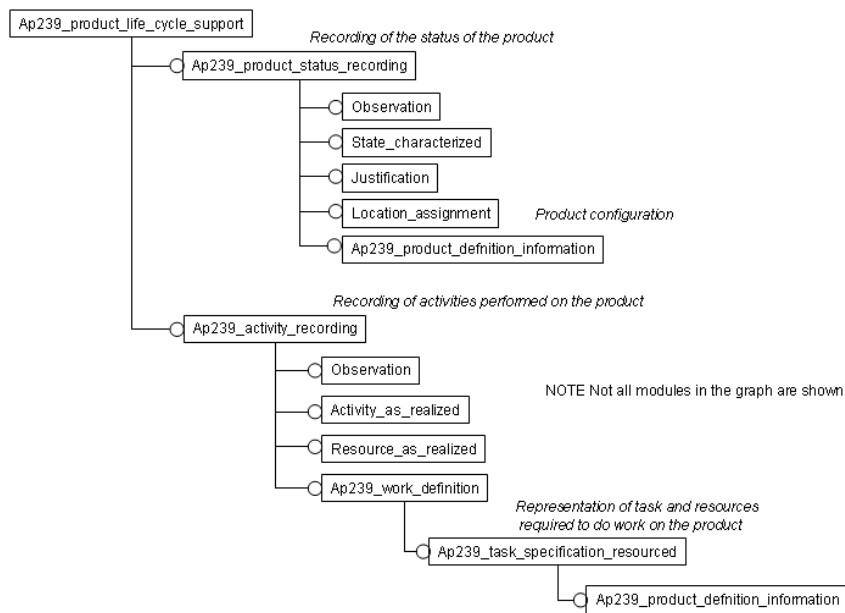 Ap239_product_life_cycle_support
Recording of the status of the product
Ap239_product_status_recording
Observation
State_characterized
Justification
Location_assignment
Product configuration
Ap239_product_defnition_information
Recording of activities performed on the product
Ap239_activity_recording
Observation
NOTE Not all modules in the graph are shown
Activity_as_realized
Resource_as_realized
Ap239_work_definition
Representation of task and resources
required to do work on the product
Ap239_task_specification_resourced
Ap239_product_defnition_information